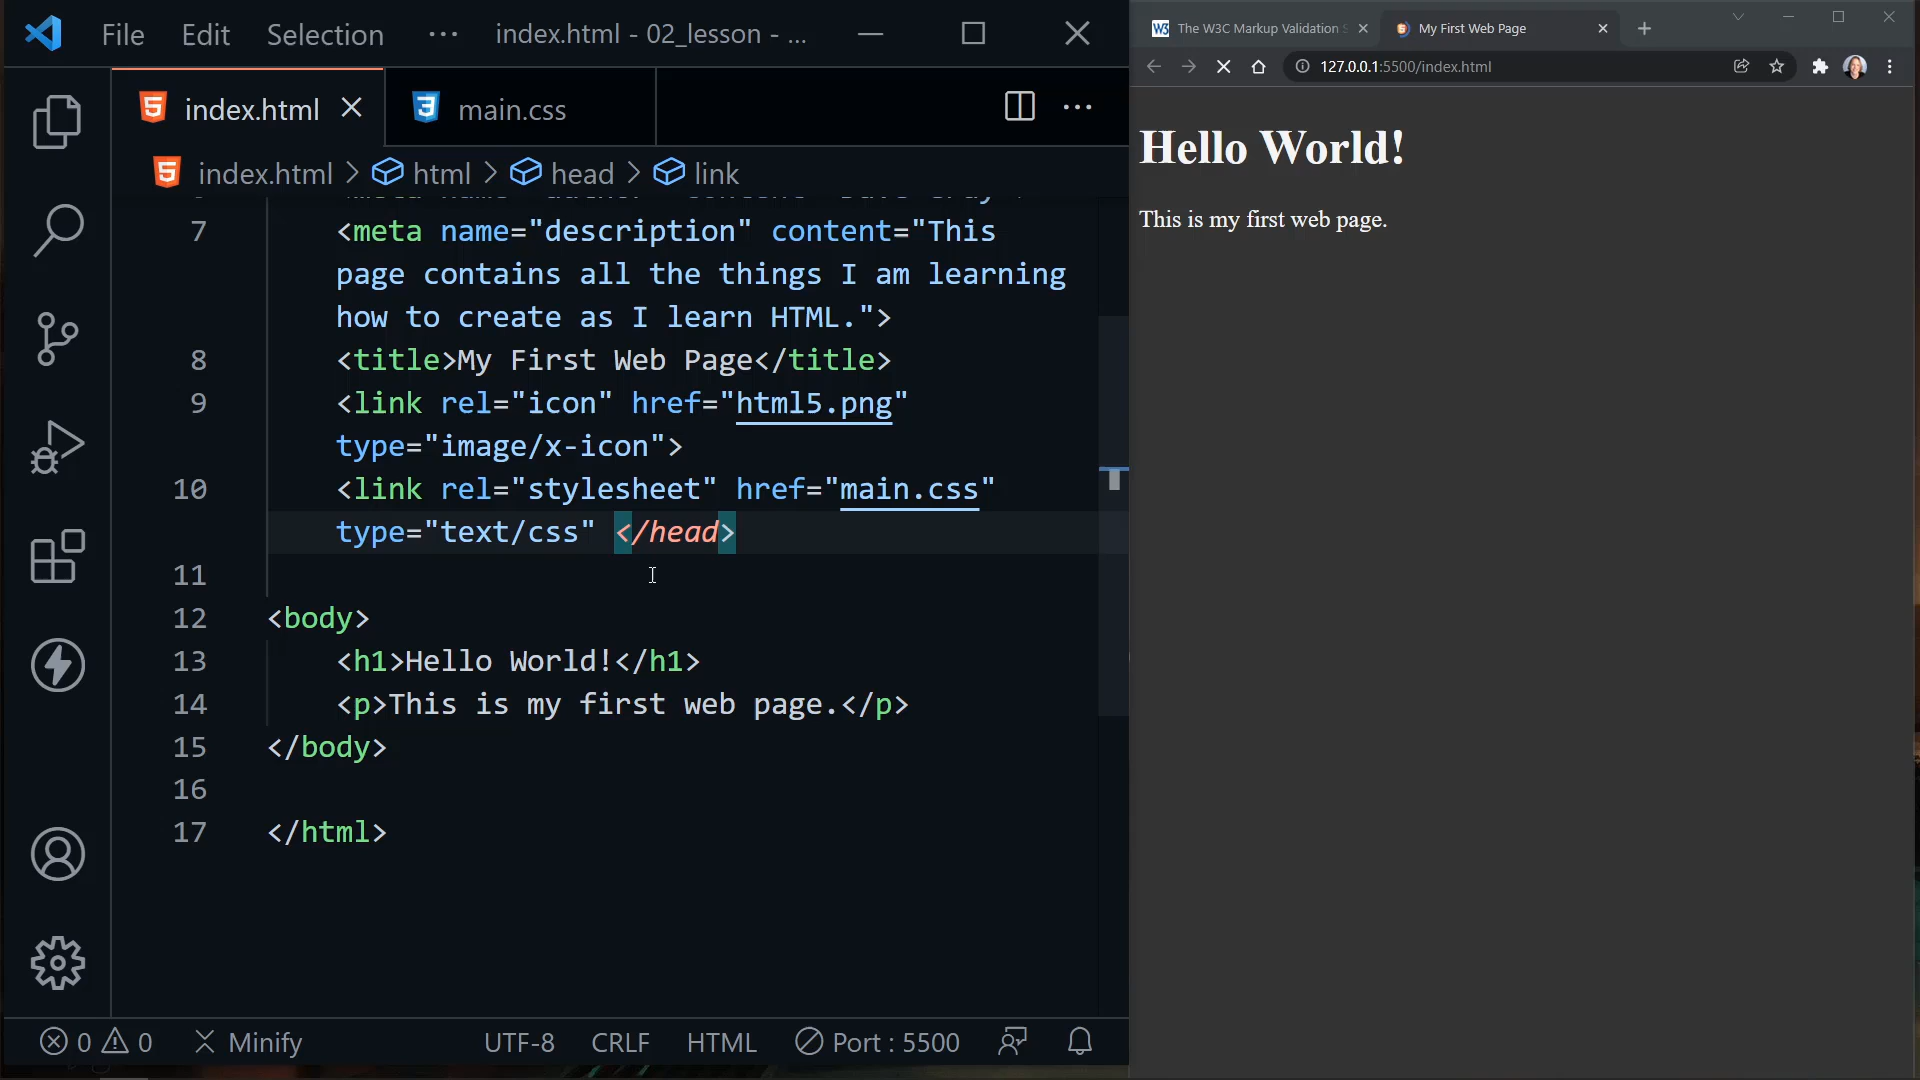 File Edit Selection ··· index.html - 02_lesson - ...
index.html main.css
index.html > html > head > link
7 <meta name="description" content="This
page contains all the things I am learning
how to create as I learn HTML.">
8 <title>My First Web Page</title>
9 <link rel="icon" href="html5.png"
type="image/x-icon">
10 <link rel="stylesheet" href="main.css"
type="text/css" </head>
11
12 <body>
13 <h1>Hello World!</h1>
14 <p>This is my first web page.</p>
15 </body>
16
17 </html>
0 0 Minify UTF-8 CRLF HTML Port : 5500
The W3C Markup Validation My First Web Page
127.0.0.1:5500/index.html
Hello World!
This is my first web page.